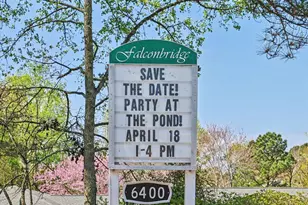 Falconbridge
SAVE
THE DATE!
PARTY AT
THE POND!
APRIL 18
1-4 PM
6400